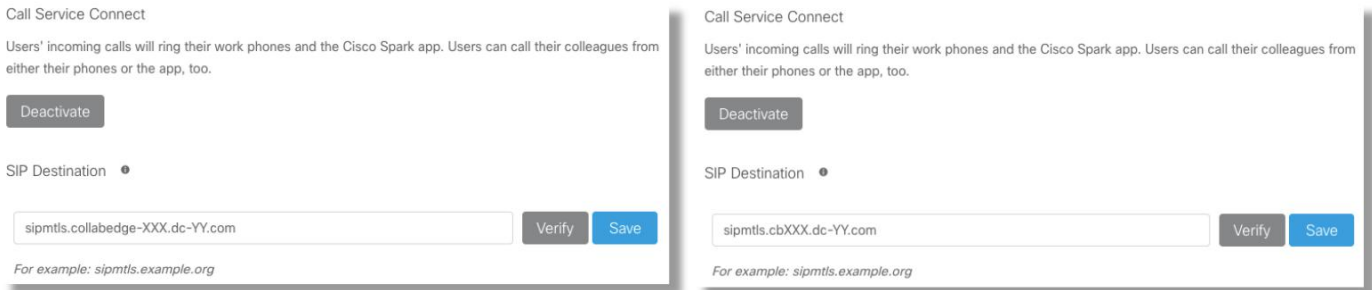 Call Service Connect
Users' incoming calls will ring their work phones and the Cisco Spark app. Users can call their colleagues from
either their phones or the app, too.
Deactivate
SIP Destination
sipmtls.collabedge-XXX.dc-YY.com
Verify
Save
For example: sipmtls.example.org
Call Service Connect
Users' incoming calls will ring their work phones and the Cisco Spark app. Users can call their colleagues from
either their phones or the app, too.
Deactivate
SIP Destination
sipmtls.cbXXX.dc-YY.com
Verify
Save
For example: sipmtls.example.org